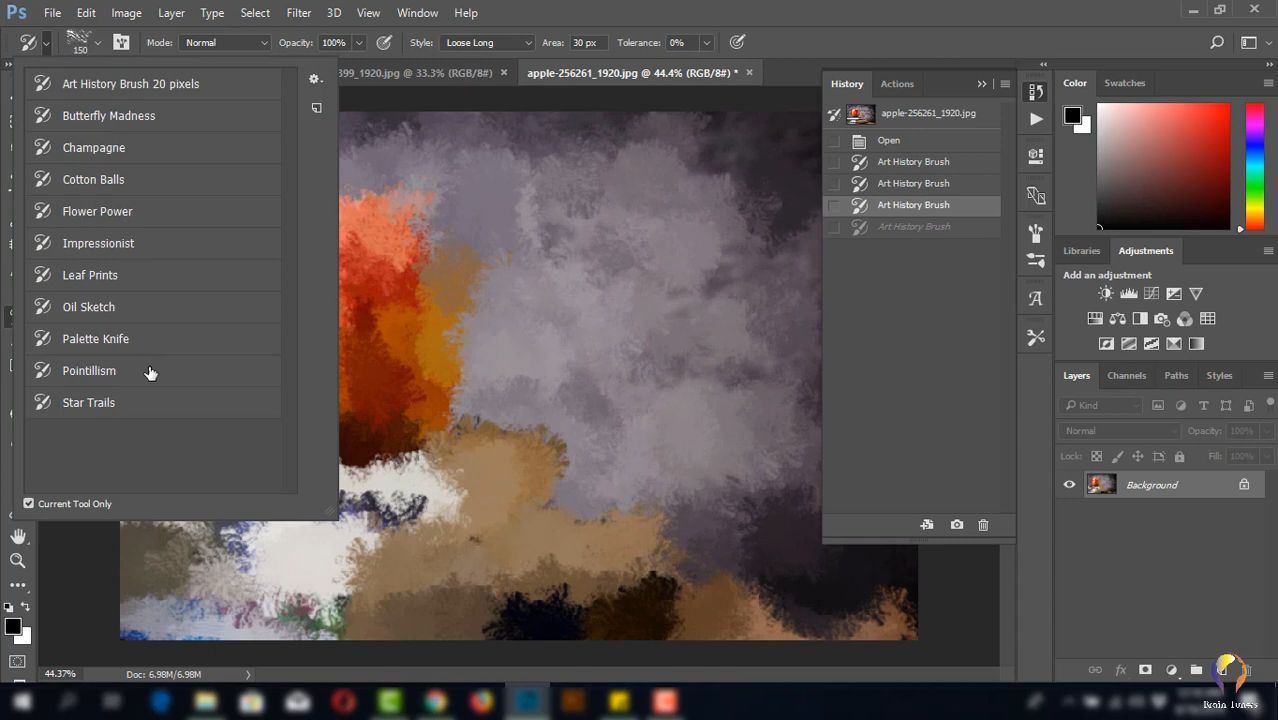 Ps File Edit Image Layer Type Select Filter 3D View Window Help
150 Mode: Normal Opacity: 100% Style: Loose Long Area: 30 px Tolerance: 0%
399_1920.jpg @ 33.3% (RGB/8#) × apple-256261_1920.jpg @ 44.4% (RGB/8#) * ×
Art History Brush 20 pixels
Butterfly Madness
Champagne
Cotton Balls
Flower Power
Impressionist
Leaf Prints
Oil Sketch
Palette Knife
Pointillism
Star Trails
Current Tool Only
History Actions
apple-256261_1920.jpg
Open
Art History Brush
Art History Brush
Art History Brush
Art History Brush
Color Swatches
Libraries Adjustments
Add an adjustment
Layers Channels Paths Styles
Kind
Normal Opacity: 100%
Lock: Fill: 100%
Background
44.37% Doc: 6.98M/6.98M